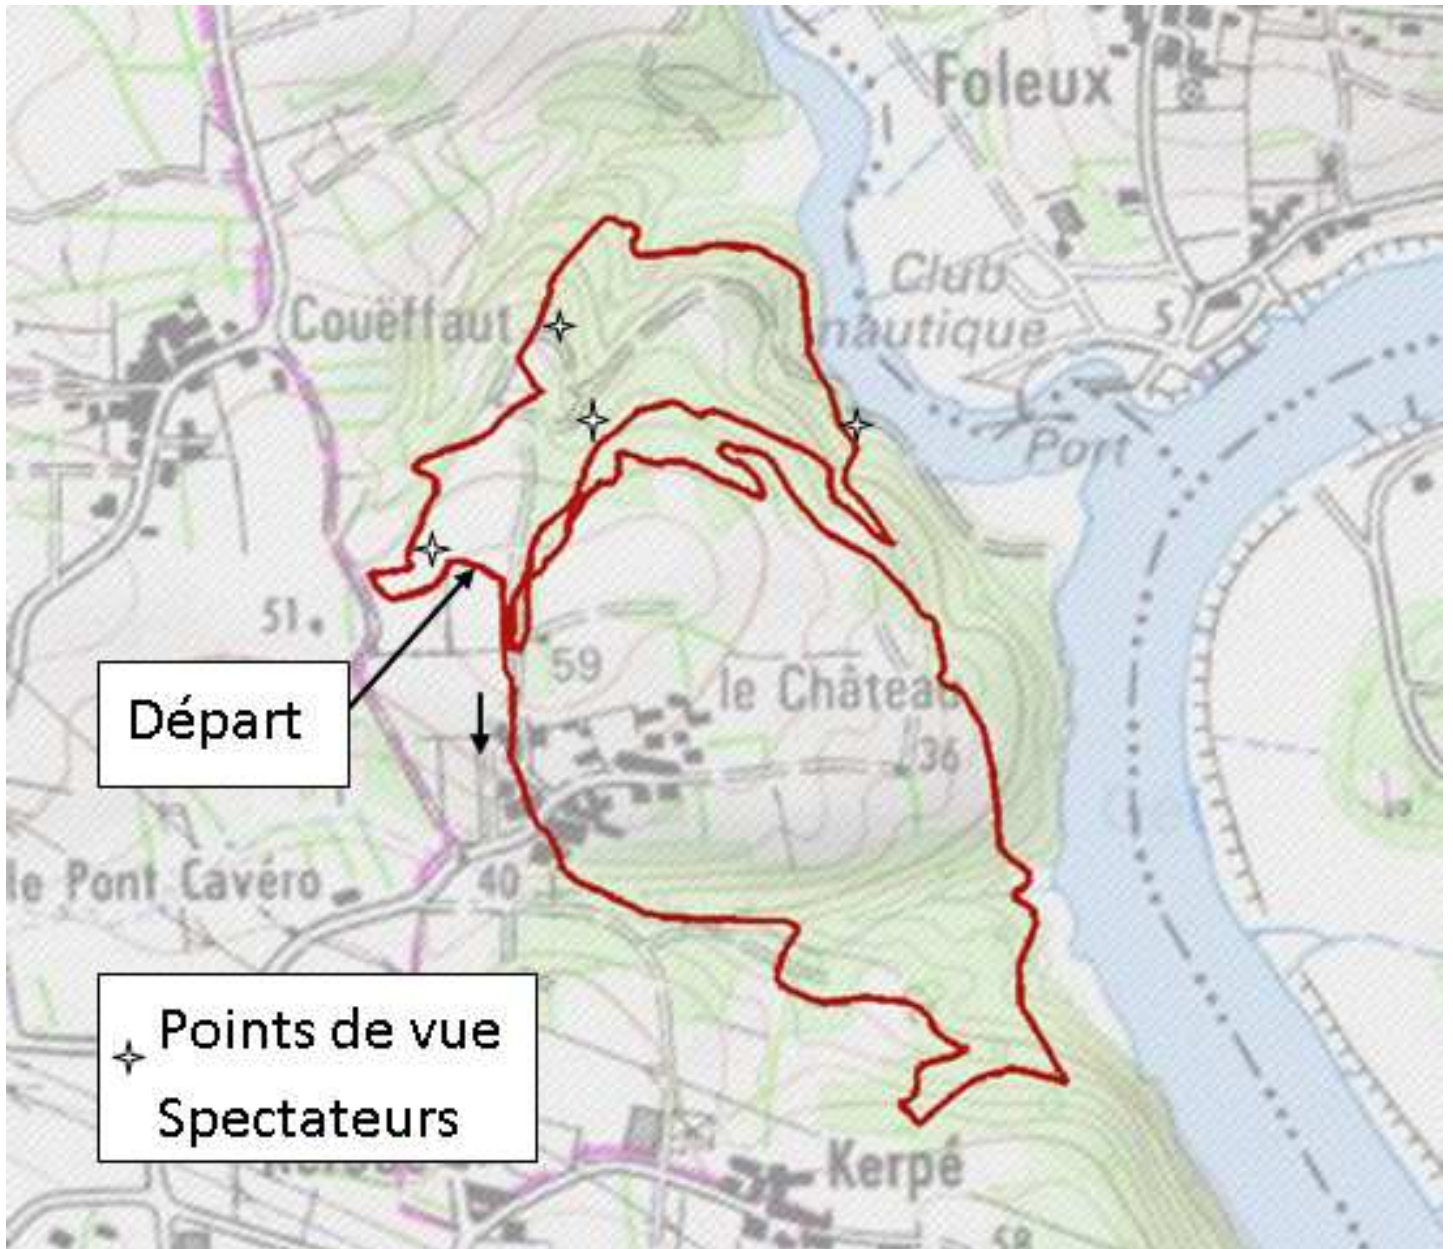 Foleux
Club
nautique
5
Couëffaut
Port
51
59
Départ
le Château
36
le Pont Cavéro
40
Points de vue
Spectateurs
Kerpé